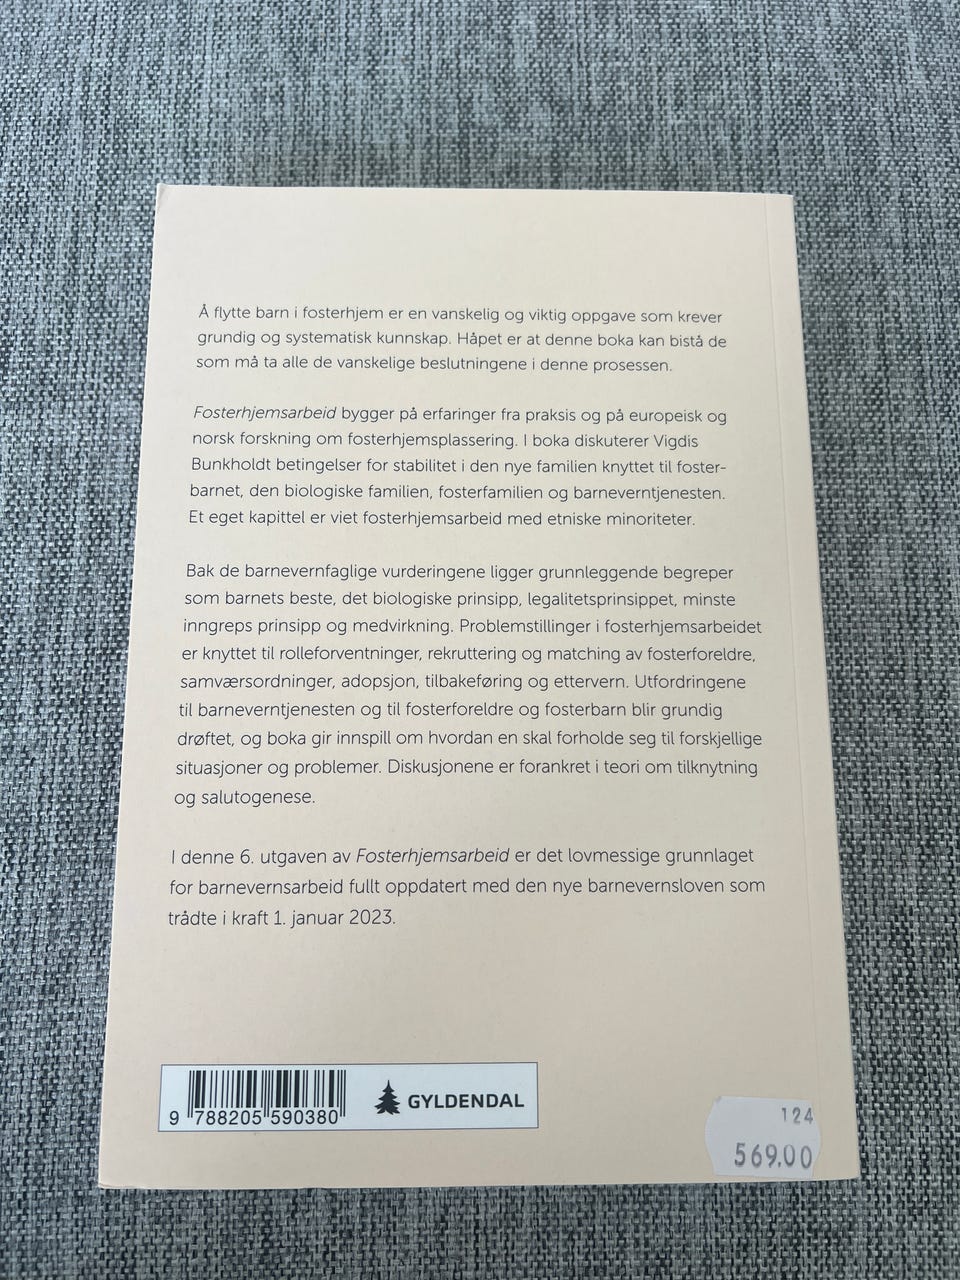 Å flytte barn i fosterhjem er en vanskelig og viktig oppgave som krever
grundig og systematisk kunnskap. Håpet er at denne boka kan bistå de
som må ta alle de vanskelige beslutningene i denne prosessen.
Fosterhjemsarbeid bygger på erfaringer fra praksis og på europeisk og
norsk forskning om fosterhjemsplassering. I boka diskuterer Vigdis
Bunkholdt betingelser for stabilitet i den nye familien knyttet til foster-
barnet, den biologiske familien, fosterfamilien og barneverntjenesten.
Et eget kapittel er viet fosterhjemsarbeid med etniske minoriteter.
Bak de barnevernfaglige vurderingene ligger grunnleggende begreper
som barnets beste, det biologiske prinsipp, legalitetsprinsippet, minste
inngreps prinsipp og medvirkning. Problemstillinger i fosterhjemsarbeidet
er knyttet til rolleforventninger, rekruttering og matching av fosterforeldre,
samværsordninger, adopsjon, tilbakeføring og ettervern. Utfordringene
til barneverntjenesten og til fosterforeldre og fosterbarn blir grundig
drøftet, og boka gir innspill om hvordan en skal forholde seg til forskjellige
situasjoner og problemer. Diskusjonene er forankret i teori om tilknytning
og salutogenese.
I denne 6. utgaven av Fosterhjemsarbeid er det lovmessige grunnlaget
for barnevernsarbeid fullt oppdatert med den nye barnevernsloven som
trådte i kraft 1. januar 2023.
9 788205 590380
GYLDENDAL
124
569.00